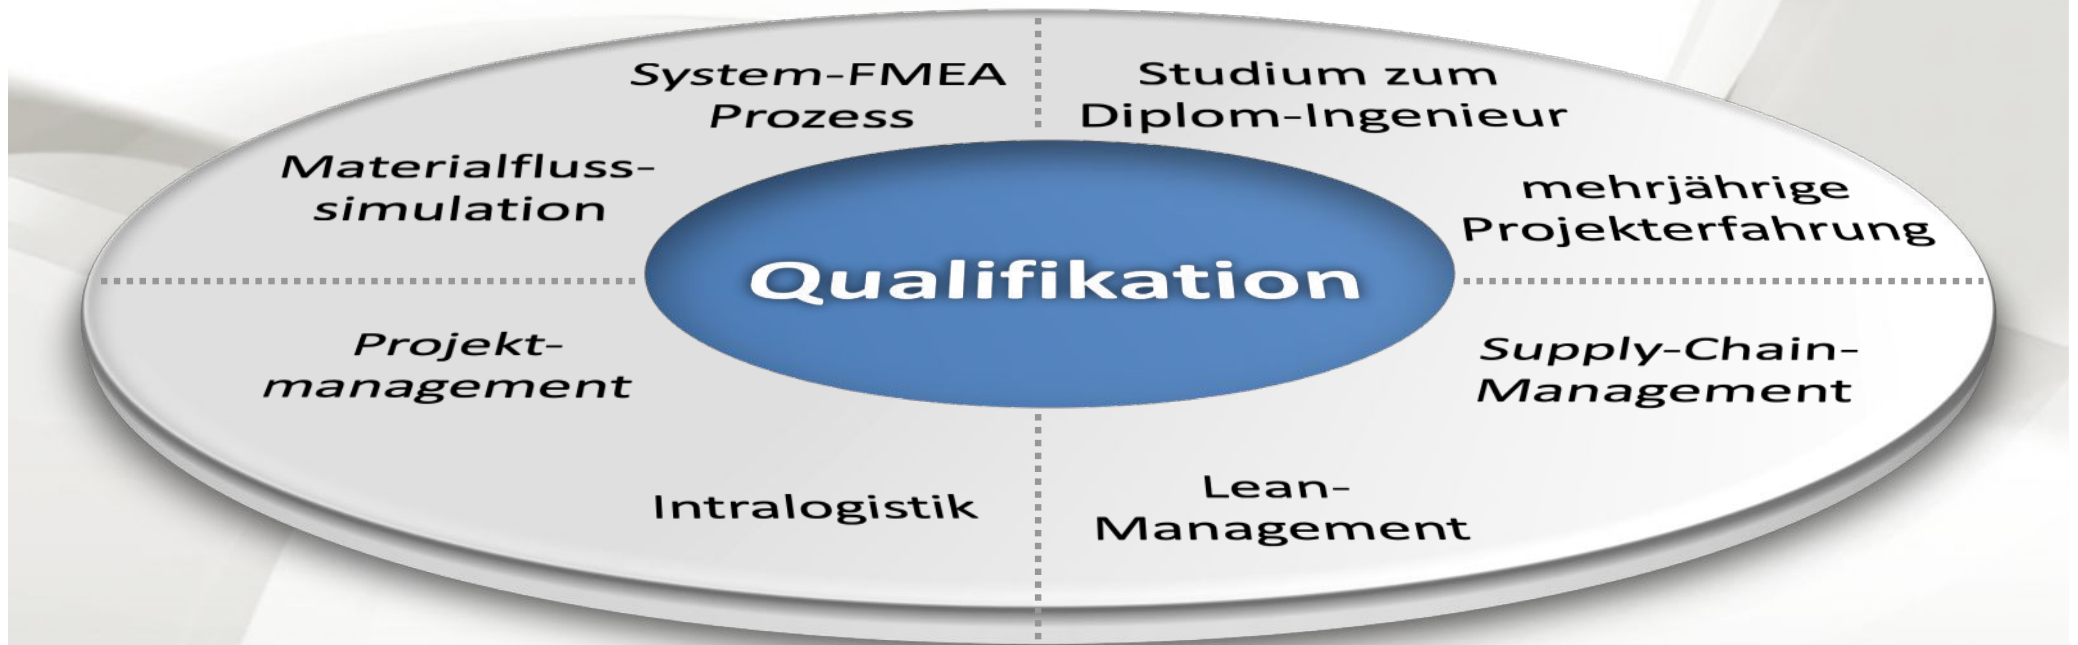 System-FMEA
Prozess
Studium zum
Diplom-Ingenieur
Materialfluss-
simulation
mehrjährige
Projekterfahrung
Qualifikation
Projekt-
management
Supply-Chain-
Management
Intralogistik
Lean-
Management